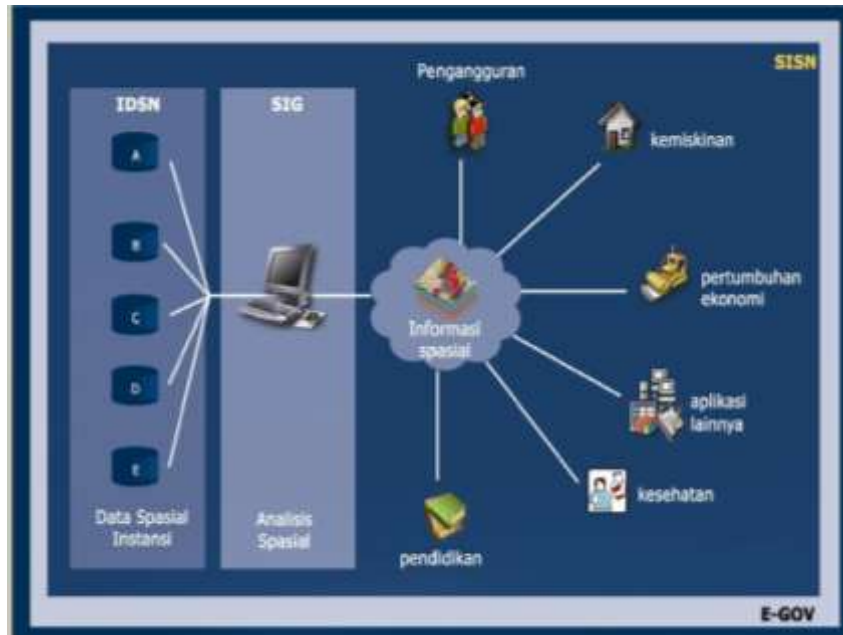 SISN
IDSN
SIG
A
B
C
D
E
Data Spasial
Instansi
Analisis
Spasial
Informasi
spasial
Pengangguran
kemiskinan
pertumbuhan
ekonomi
aplikasi
lainnya
kesehatan
pendidikan
E-GOV